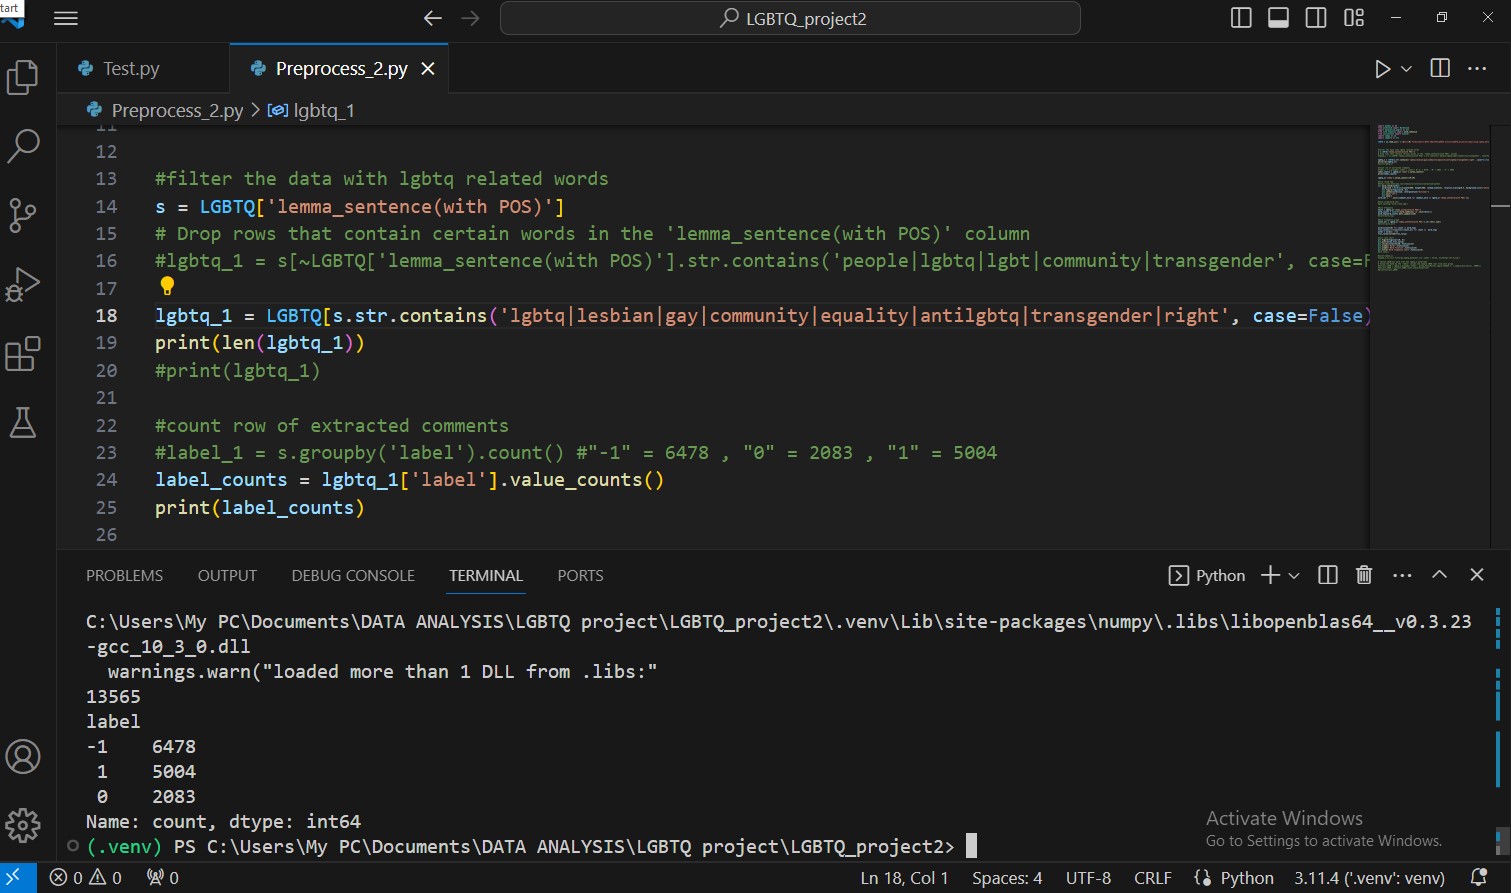 tart
LGBTQ_project2
Test.py
Preprocess_2.py
Preprocess_2.py > lgbtq_1
11
12
13 #filter the data with lgbtq related words
14 s = LGBTQ['lemma_sentence(with POS)']
15 # Drop rows that contain certain words in the 'lemma_sentence(with POS)' column
16 #lgbtq_1 = s[~LGBTQ['lemma_sentence(with POS)'].str.contains('people|lgbtq|lgbt|community|transgender', case=F
17
18 lgbtq_1 = LGBTQ[s.str.contains('lgbtq|lesbian|gay|community|equality|antilgbtq|transgender|right', case=False)
19 print(len(lgbtq_1))
20 #print(lgbtq_1)
21
22 #count row of extracted comments
23 #label_1 = s.groupby('label').count() #"-1" = 6478 , "0" = 2083 , "1" = 5004
24 label_counts = lgbtq_1['label'].value_counts()
25 print(label_counts)
26
PROBLEMS OUTPUT DEBUG CONSOLE TERMINAL PORTS Python
C:\Users\My PC\Documents\DATA ANALYSIS\LGBTQ project\LGBTQ_project2\.venv\Lib\site-packages\numpy\.libs\libopenblas64__v0.3.23
-gcc_10_3_0.dll
warnings.warn("loaded more than 1 DLL from .libs:"
13565
label
-1 6478
1 5004
0 2083
Name: count, dtype: int64
(.venv) PS C:\Users\My PC\Documents\DATA ANALYSIS\LGBTQ project\LGBTQ_project2>
Activate Windows
Go to Settings to activate Windows.
0 0 0 Ln 18, Col 1 Spaces: 4 UTF-8 CRLF Python 3.11.4 ('.venv': venv)